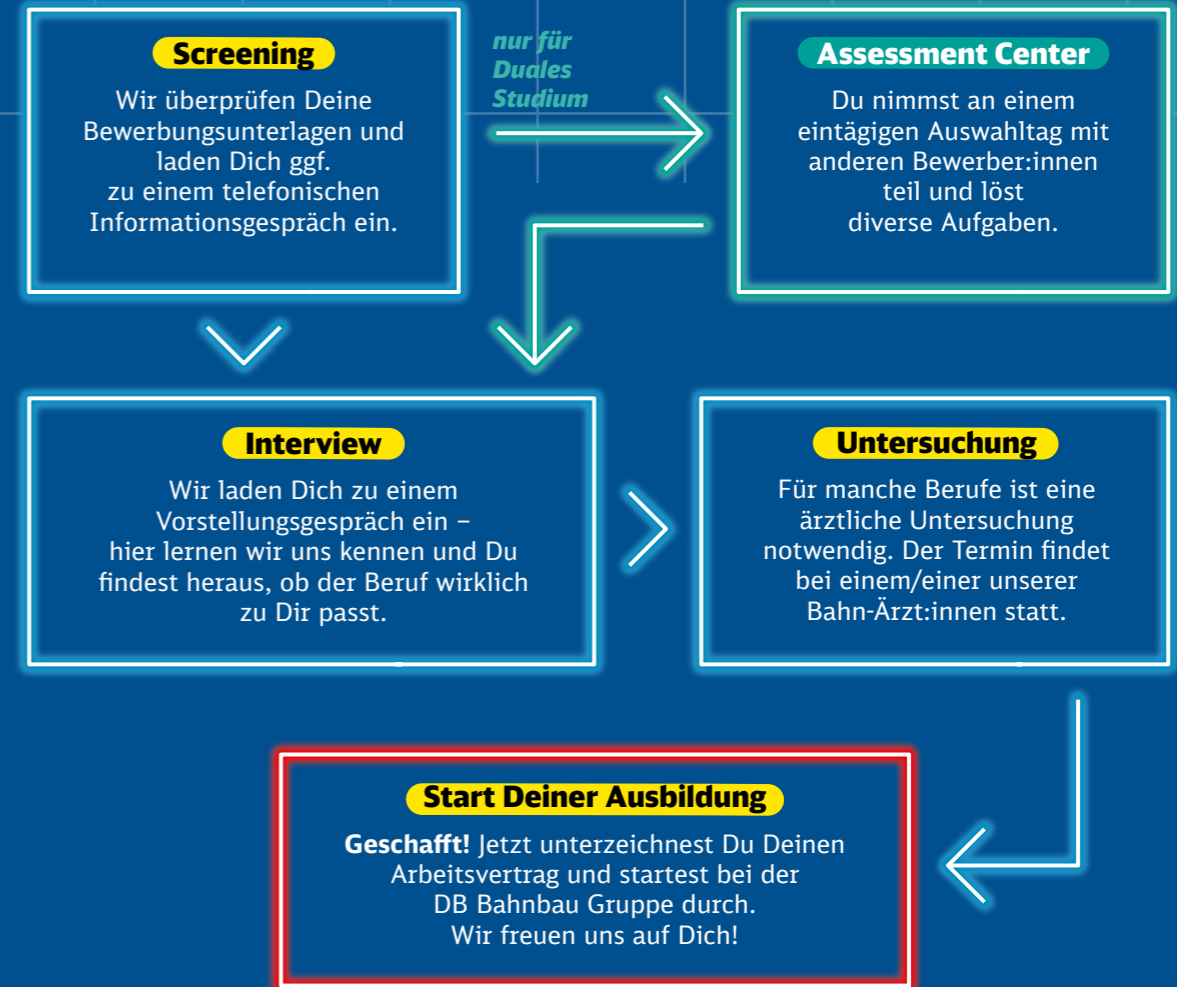 Screening
Wir überprüfen Deine
Bewerbungsunterlagen und
laden Dich ggf.
zu einem telefonischen
Informationsgespräch ein.
nur für
Duales
Studium
Assessment Center
Du nimmst an einem
eintägigen Auswahltag mit
anderen Bewerber:innen
teil und löst
diverse Aufgaben.
Interview
Wir laden Dich zu einem
Vorstellungsgespräch ein –
hier lernen wir uns kennen und Du
findest heraus, ob der Beruf wirklich
zu Dir passt.
Untersuchung
Für manche Berufe ist eine
ärztliche Untersuchung
notwendig. Der Termin findet
bei einem/einer unserer
Bahn-Ärzt:innen statt.
Start Deiner Ausbildung
Geschafft! Jetzt unterzeichnest Du Deinen
Arbeitsvertrag und startest bei der
DB Bahnbau Gruppe durch.
Wir freuen uns auf Dich!